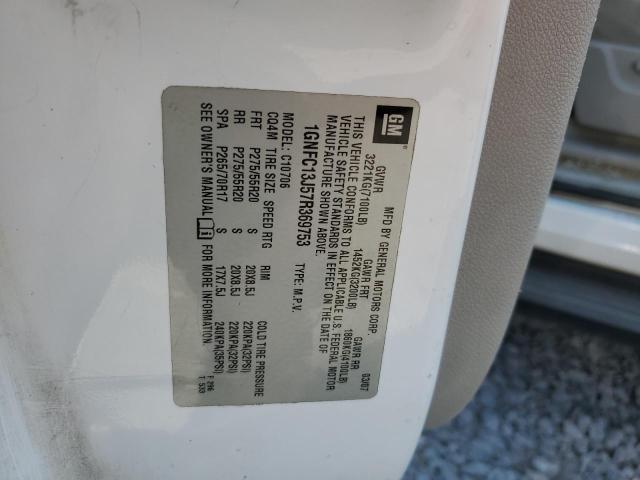 GM
MFD BY GENERAL MOTORS CORP. 03/07
GVWR GAWR FRT GAWR RR
3221KG(7100LB) 1452KG(3200LB) 1860KG(4100LB)
THIS VEHICLE CONFORMS TO ALL APPLICABLE U.S. FEDERAL MOTOR
VEHICLE SAFETY STANDARDS IN EFFECT ON THE DATE OF
MANUFACTURE SHOWN ABOVE.
1GNFC13J57R369753 TYPE: M.P.V.
MODEL: C10706
CQ4M TIRE SIZE SPEED RTG RIM COLD TIRE PRESSURE
FRT P275/55R20 S 20X8.5J 220KPA(32PSI)
RR P275/55R20 S 20X8.5J 220KPA(32PSI)
SPA P265/70R17 S 17X7.5J 240KPA(35PSI)
SEE OWNER'S MANUAL FOR MORE INFORMATION.
F 296
T 533